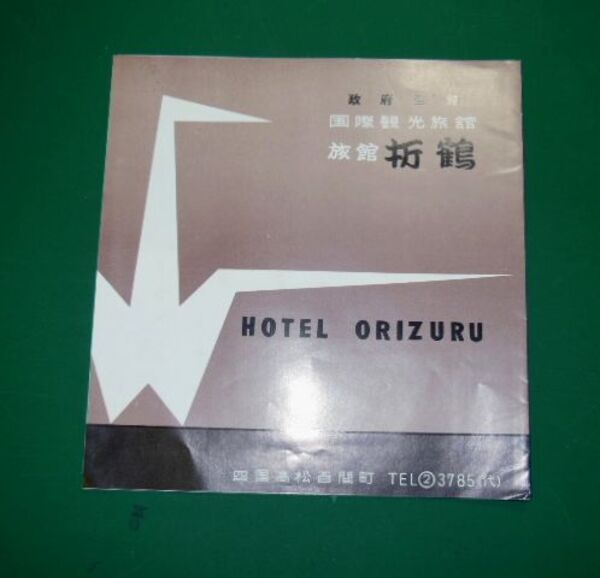 政府登録
国際観光旅館
旅館 折鶴
HOTEL ORIZURU
四国高松百間町 TEL②3785(代)